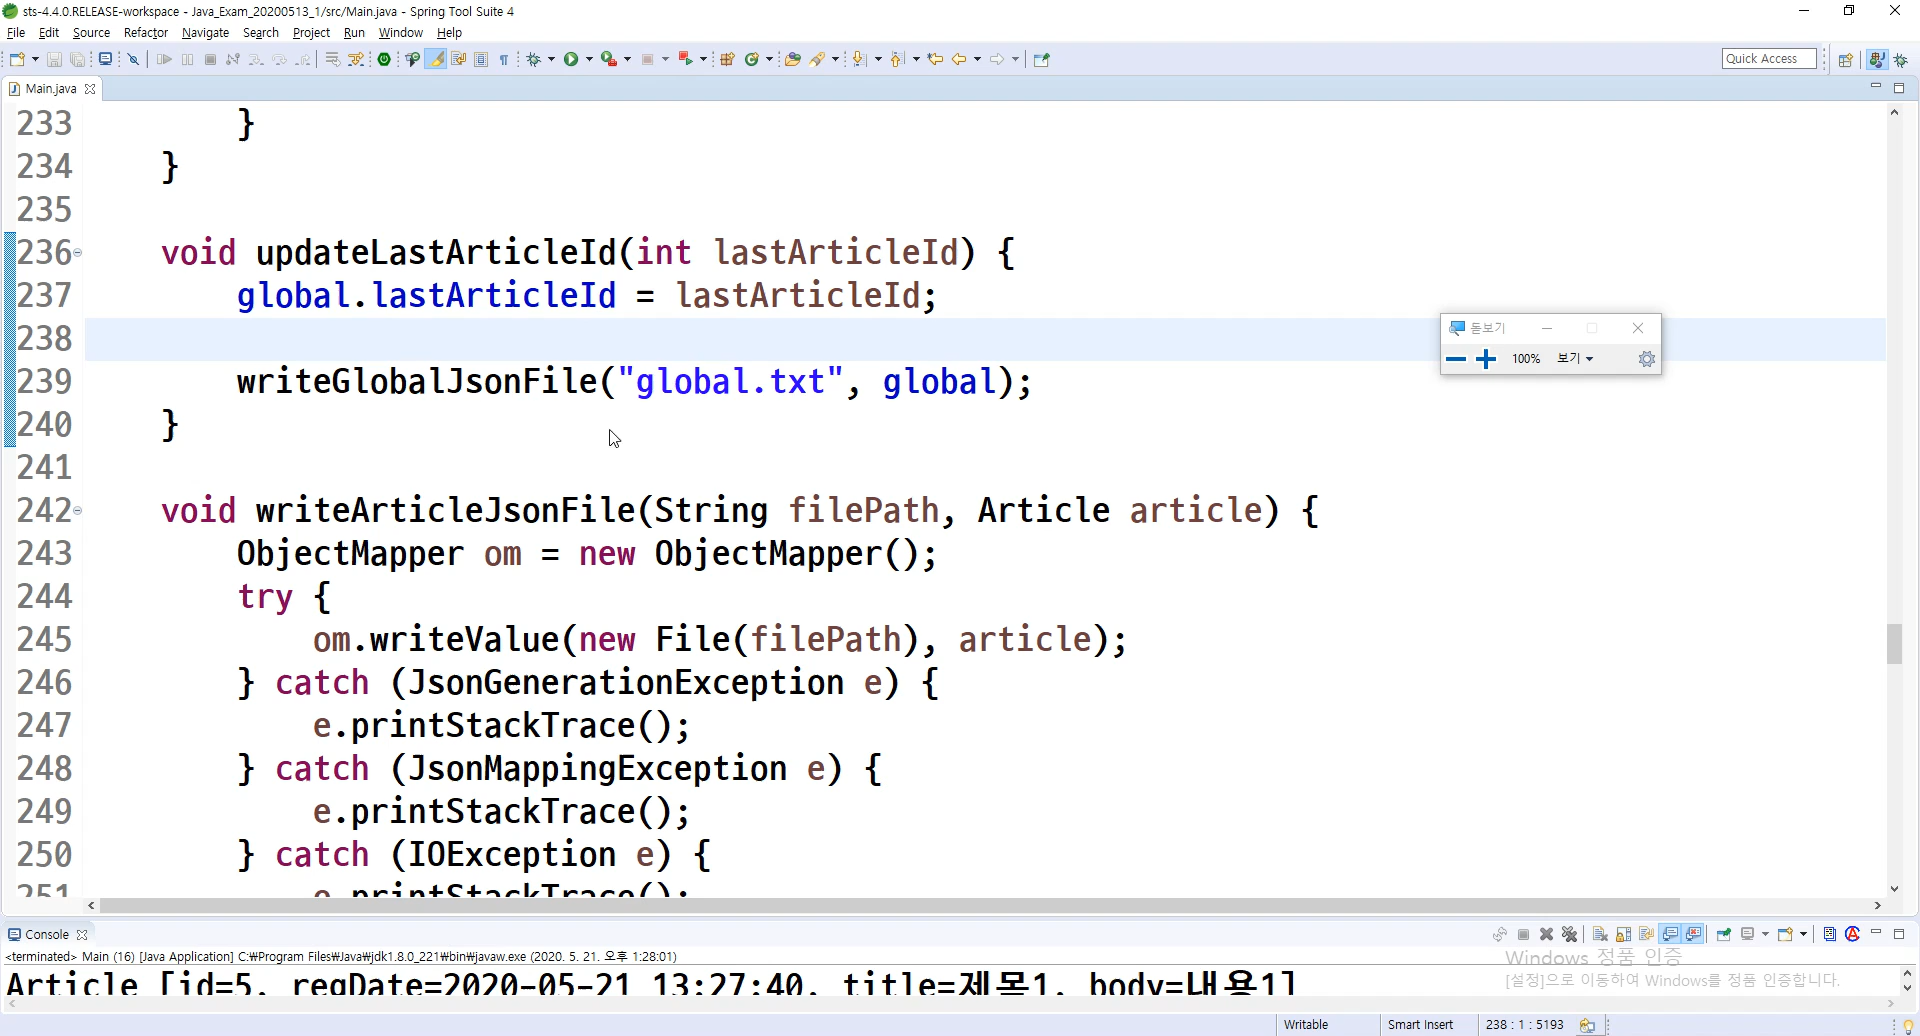 sts-4.4.0.RELEASE-workspace - Java_Exam_20200513_1/src/Main.java - Spring Tool Suite 4
File Edit Source Refactor Navigate Search Project Run Window Help
Quick Access
Main.java
233 }
234 }
235
236 void updateLastArticleId(int lastArticleId) {
237 global.lastArticleId = lastArticleId;
238
239 writeGlobalJsonFile("global.txt", global);
240 }
241
242 void writeArticleJsonFile(String filePath, Article article) {
243 ObjectMapper om = new ObjectMapper();
244 try {
245 om.writeValue(new File(filePath), article);
246 } catch (JsonGenerationException e) {
247 e.printStackTrace();
248 } catch (JsonMappingException e) {
249 e.printStackTrace();
250 } catch (IOException e) {
251 e.printStackTrace();
돋보기
100% 보기
Console
<terminated> Main (16) [Java Application] C:₩Program Files₩Java₩jdk1.8.0_221₩bin₩javaw.exe (2020. 5. 21. 오후 1:28:01)
Article [id=5, regDate=2020-05-21 13:27:40, title=제목1, body=내용1]
Windows 정품 인증
[설정]으로 이동하여 Windows를 정품 인증합니다.
Writable Smart Insert 238 : 1 : 5193